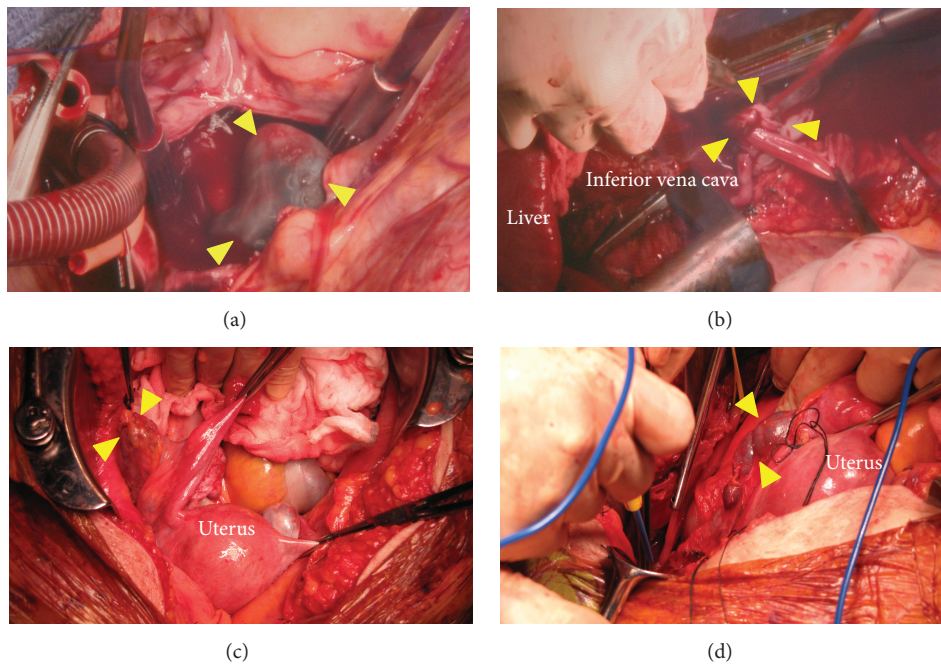 Inferior vena cava
Liver
(a)
(b)
Uterus
Uterus
(c)
(d)